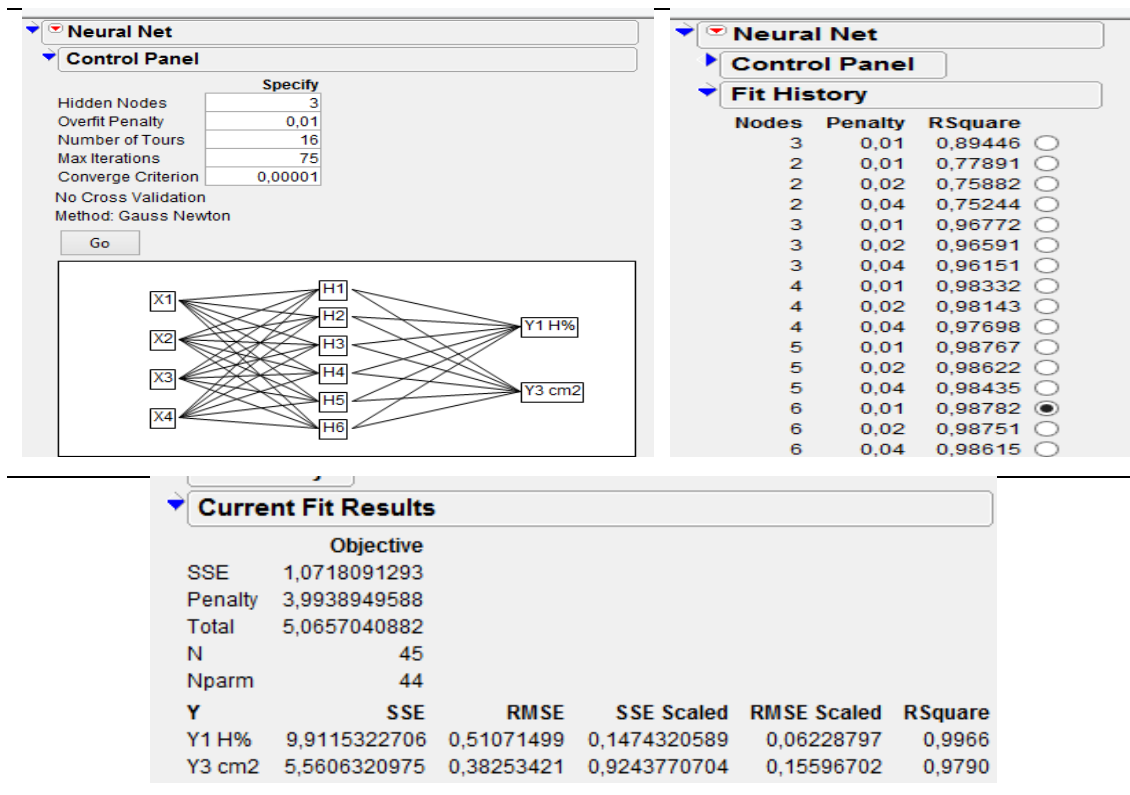 Neural Net
Control Panel
Specify
Hidden Nodes 3
Overfit Penalty 0,01
Number of Tours 16
Max Iterations 75
Converge Criterion 0,00001
No Cross Validation
Method: Gauss Newton
Go
X1
X2
X3
X4
H1
H2
H3
H4
H5
H6
Y1 H%
Y3 cm2
Neural Net
Control Panel
Fit History
Nodes Penalty RSquare
3 0,01 0,89446
2 0,01 0,77891
2 0,02 0,75882
2 0,04 0,75244
3 0,01 0,96772
3 0,02 0,96591
3 0,04 0,96151
4 0,01 0,98332
4 0,02 0,98143
4 0,04 0,97698
5 0,01 0,98767
5 0,02 0,98622
5 0,04 0,98435
6 0,01 0,98782
6 0,02 0,98751
6 0,04 0,98615
Current Fit Results
Objective
SSE 1,0718091293
Penalty 3,9938949588
Total 5,0657040882
N 45
Nparm 44
Y SSE RMSE SSE Scaled RMSE Scaled RSquare
Y1 H% 9,9115322706 0,51071499 0,1474320589 0,06228797 0,9966
Y3 cm2 5,5606320975 0,38253421 0,9243770704 0,15596702 0,9790